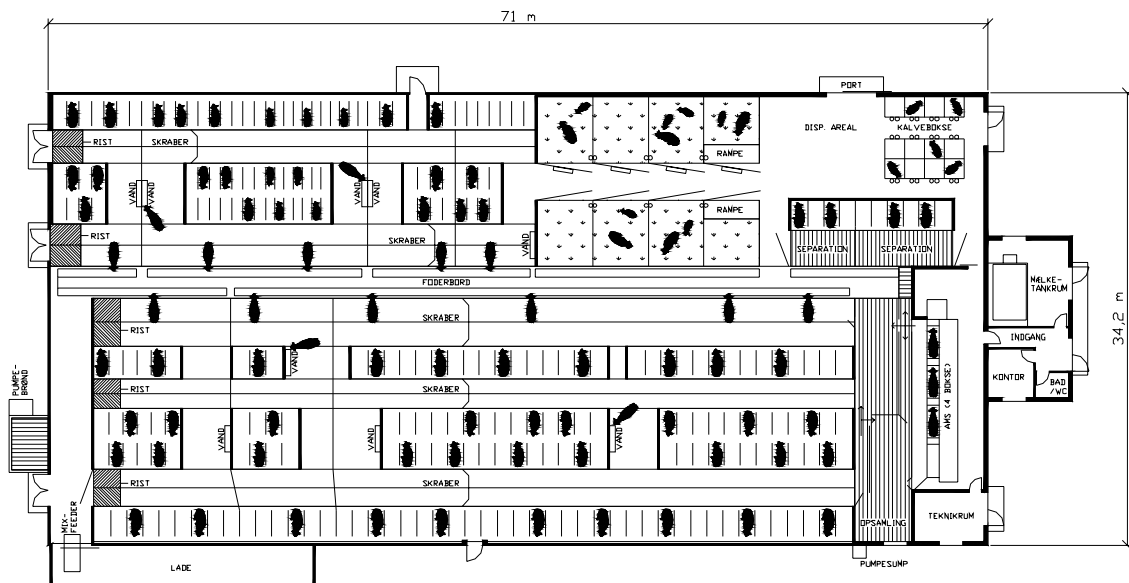 71 m
PORT
DISP. AREAL
KALVEBOKSE
RIST
SKRABER
RAMPE
VAND
VAND
VAND
VAND
RIST
SKRABER
VAND
RAMPE
SEPARATION
SEPARATION
FODERBORD
MÆLKE-
TANKRUM
34,2 m
SKRABER
RIST
INDGANG
VAND
KONTOR
BAD
/WC
AMS (4 BOKSE)
PUMPE-
BRØND
RIST
SKRABER
VAND
VAND
VAND
RIST
SKRABER
MIX-
FEEDER
OPSAMLING
TEKNIKRUM
LADE
PUMPESUMP